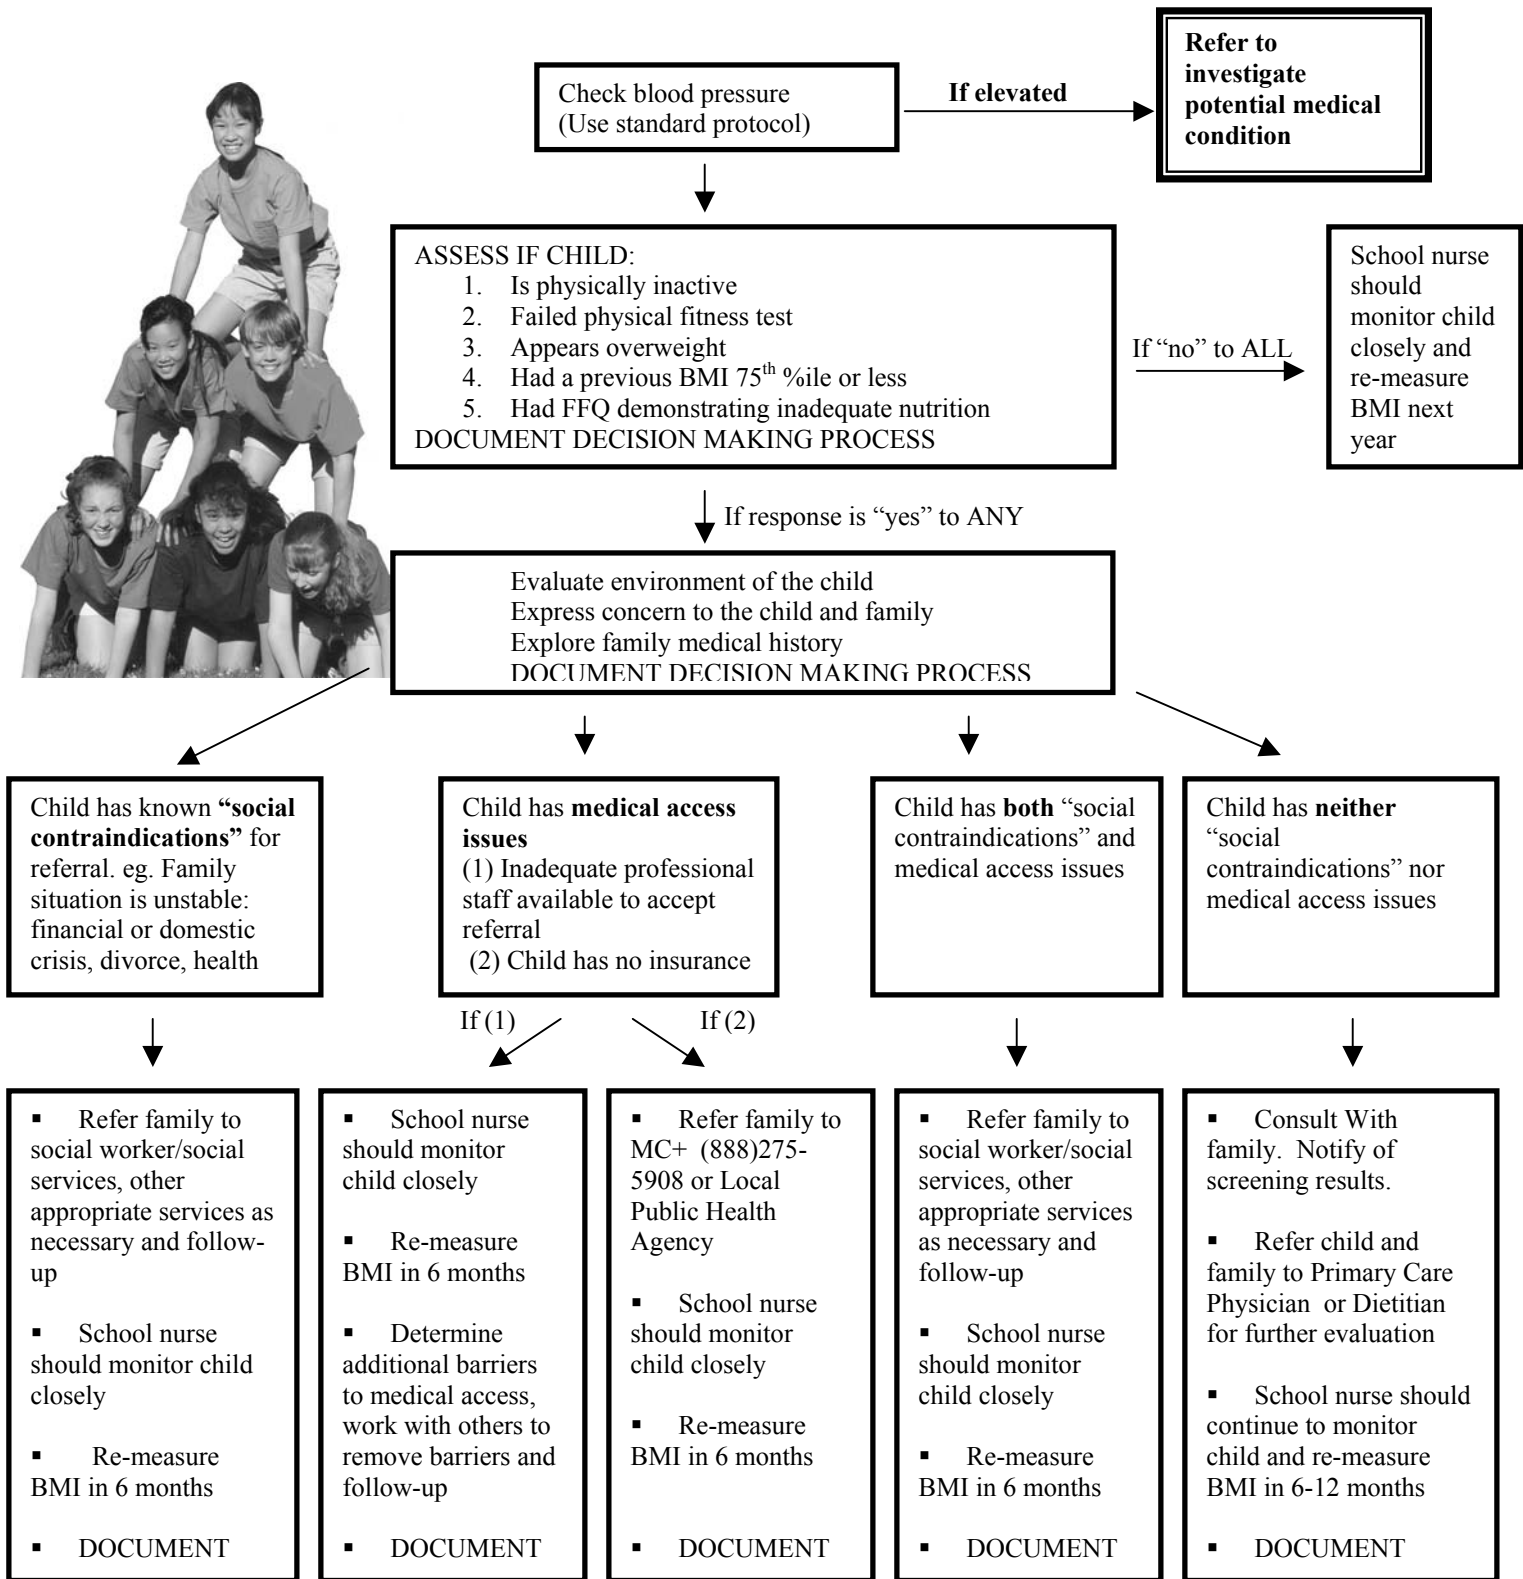 Check blood pressure
(Use standard protocol)
If elevated
Refer to
investigate
potential medical
condition
ASSESS IF CHILD:
1. Is physically inactive
2. Failed physical fitness test
3. Appears overweight
4. Had a previous BMI 75th %ile or less
5. Had FFQ demonstrating inadequate nutrition
DOCUMENT DECISION MAKING PROCESS
If “no” to ALL
School nurse
should
monitor child
closely and
re-measure
BMI next
year
If response is “yes” to ANY
Evaluate environment of the child
Express concern to the child and family
Explore family medical history
DOCUMENT DECISION MAKING PROCESS
Child has known “social
contraindications” for
referral. eg. Family
situation is unstable:
financial or domestic
crisis, divorce, health
Child has medical access
issues
(1) Inadequate professional
staff available to accept
referral
(2) Child has no insurance
Child has both “social
contraindications” and
medical access issues
Child has neither
“social
contraindications” nor
medical access issues
If (1)
If (2)
▪ Refer family to
social worker/social
services, other
appropriate services as
necessary and follow-
up
▪ School nurse
should monitor child
closely
▪ Re-measure
BMI in 6 months
▪ DOCUMENT
▪ School nurse
should monitor
child closely
▪ Re-measure
BMI in 6 months
▪ Determine
additional barriers
to medical access,
work with others to
remove barriers and
follow-up
▪ DOCUMENT
▪ Refer family to
MC+ (888)275-
5908 or Local
Public Health
Agency
▪ School nurse
should monitor
child closely
▪ Re-measure
BMI in 6 months
▪ DOCUMENT
▪ Refer family to
social worker/social
services, other
appropriate services
as necessary and
follow-up
▪ School nurse
should monitor
child closely
▪ Re-measure
BMI in 6 months
▪ DOCUMENT
▪ Consult With
family. Notify of
screening results.
▪ Refer child and
family to Primary Care
Physician or Dietitian
for further evaluation
▪ School nurse should
continue to monitor
child and re-measure
BMI in 6-12 months
▪ DOCUMENT